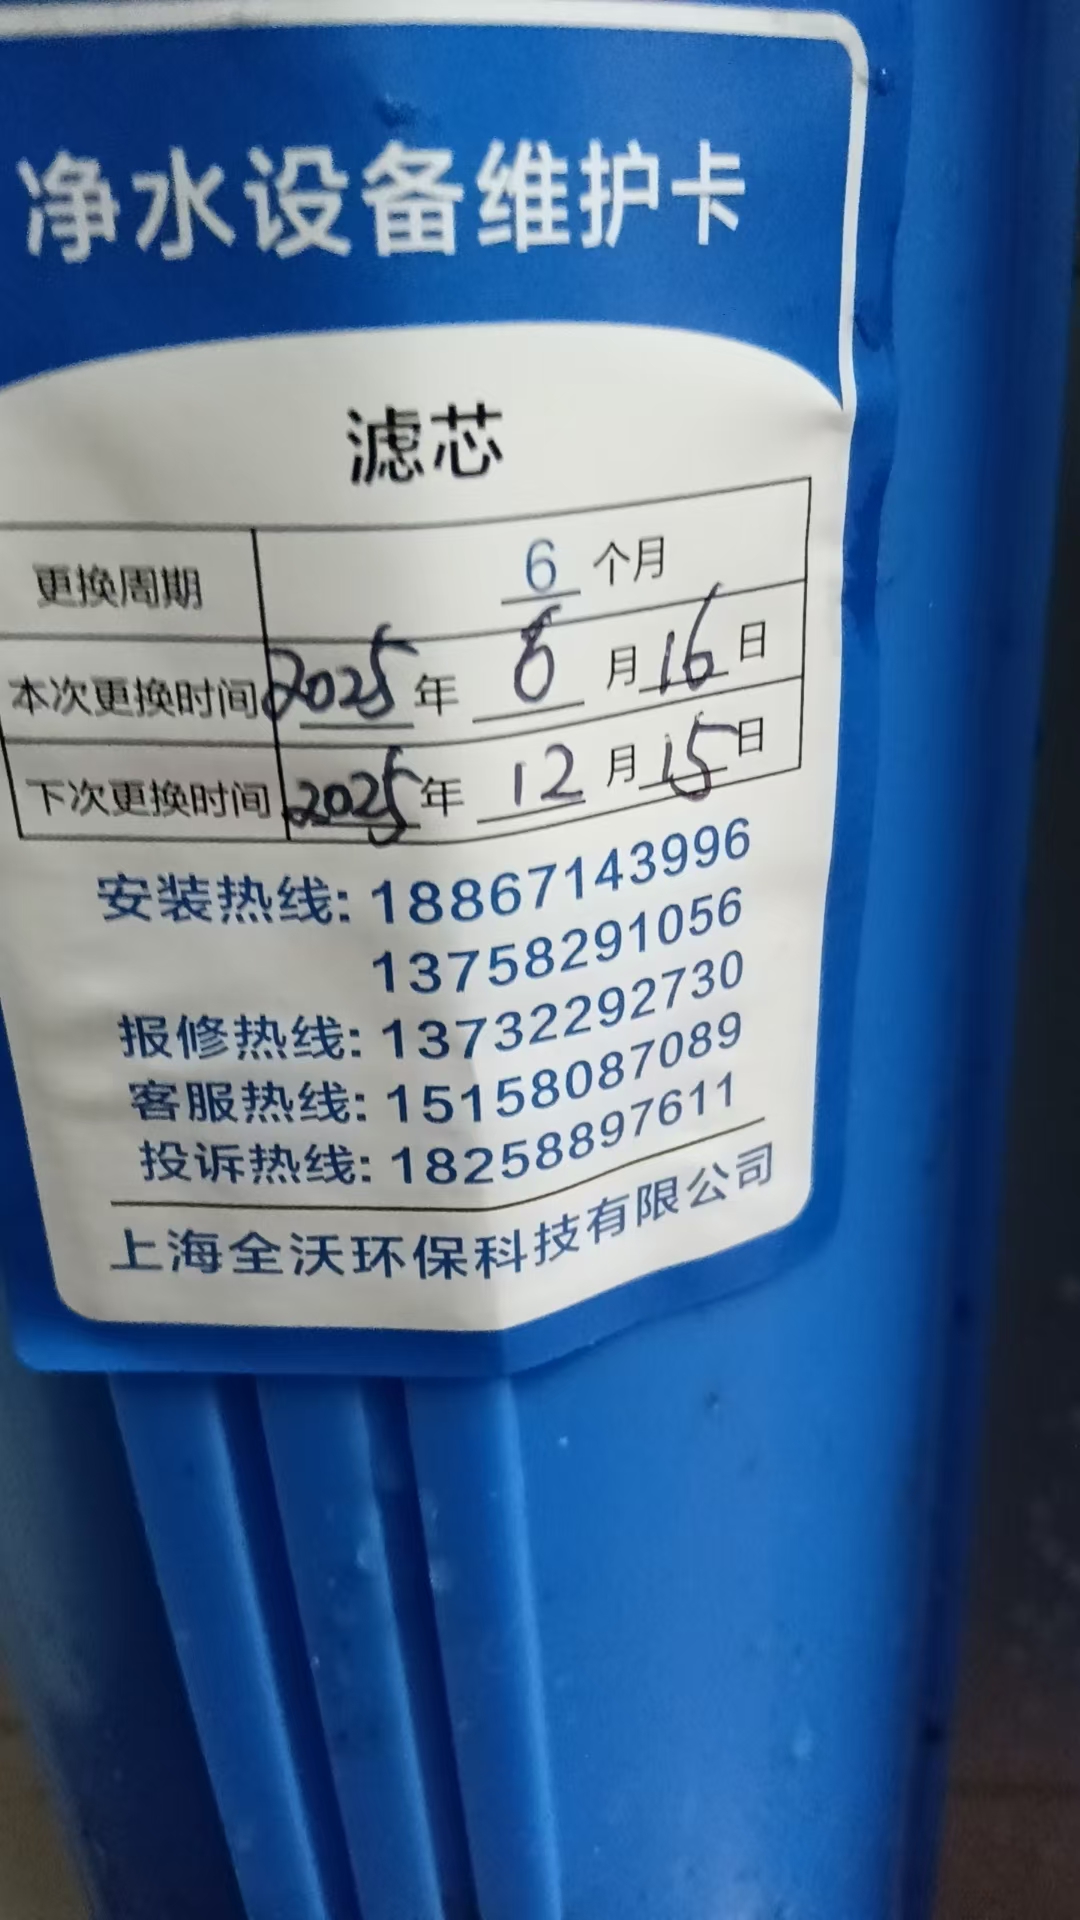 净水设备维护卡
滤芯
更换周期 6 个月
本次更换时间 2025 年 8 月 16 日
下次更换时间 2025 年 12 月 15 日
安装热线: 18867143996
13758291056
报修热线: 13732292730
客服热线: 15158087089
投诉热线: 18258897611
上海全沃环保科技有限公司